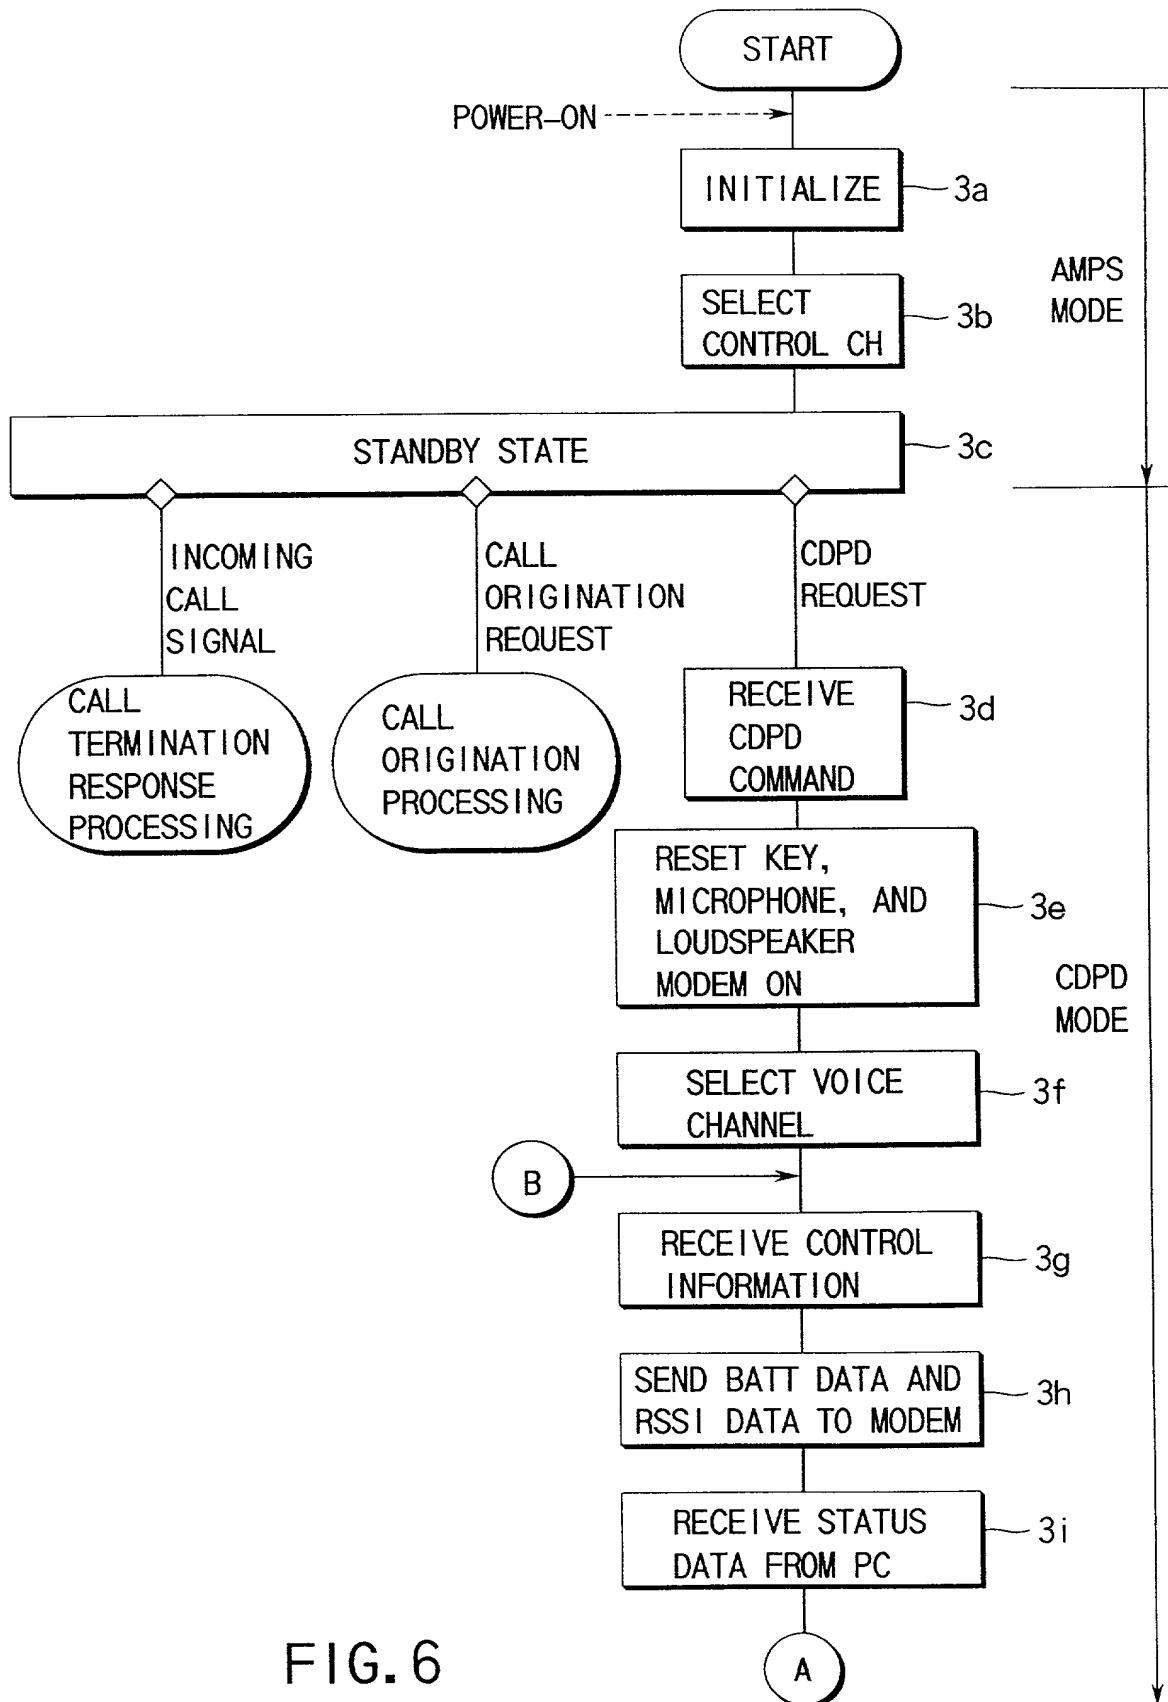 START
POWER-ON
INITIALIZE
3a
SELECT
CONTROL CH
3b
AMPS
MODE
STANDBY STATE
3c
INCOMING
CALL
SIGNAL
CALL
ORIGINATION
REQUEST
CDPD
REQUEST
CALL
TERMINATION
RESPONSE
PROCESSING
CALL
ORIGINATION
PROCESSING
RECEIVE
CDPD
COMMAND
3d
RESET KEY,
MICROPHONE, AND
LOUDSPEAKER
MODEM ON
3e
CDPD
MODE
SELECT VOICE
CHANNEL
3f
B
RECEIVE CONTROL
INFORMATION
3g
SEND BATT DATA AND
RSSI DATA TO MODEM
3h
RECEIVE STATUS
DATA FROM PC
3i
A
FIG. 6